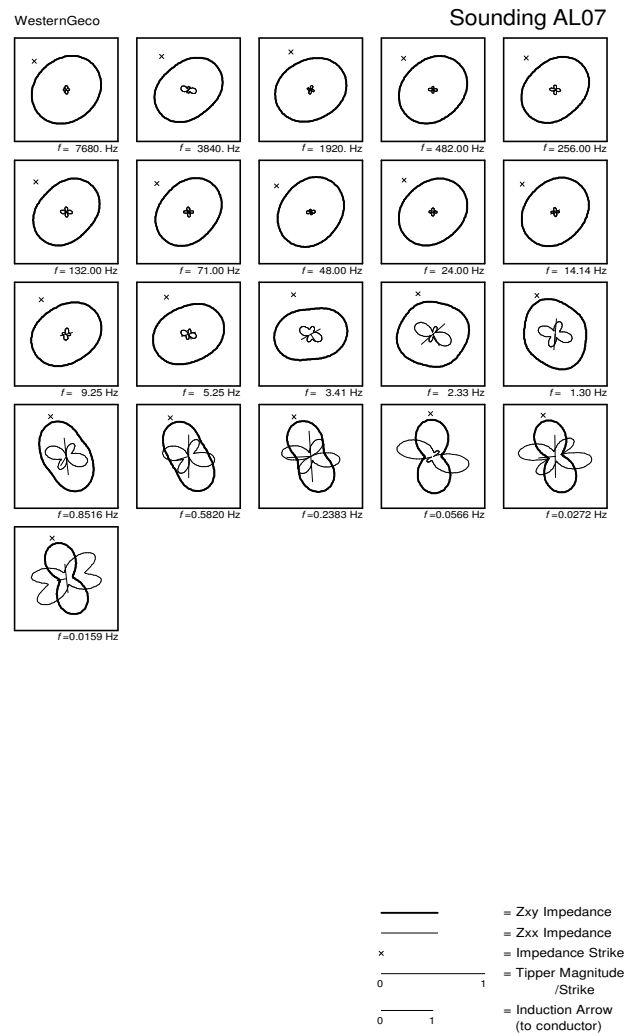 WesternGeco
Sounding AL07
f = 7680. Hz
f = 3840. Hz
f = 1920. Hz
f = 482.00 Hz
f = 256.00 Hz
f = 132.00 Hz
f = 71.00 Hz
f = 48.00 Hz
f = 24.00 Hz
f = 14.14 Hz
f = 9.25 Hz
f = 5.25 Hz
f = 3.41 Hz
f = 2.33 Hz
f = 1.30 Hz
f =0.8516 Hz
f =0.5820 Hz
f =0.2383 Hz
f =0.0566 Hz
f =0.0272 Hz
f =0.0159 Hz
= Zxy Impedance
= Zxx Impedance
× = Impedance Strike
= Tipper Magnitude
0 1 /Strike
= Induction Arrow
0 1 (to conductor)